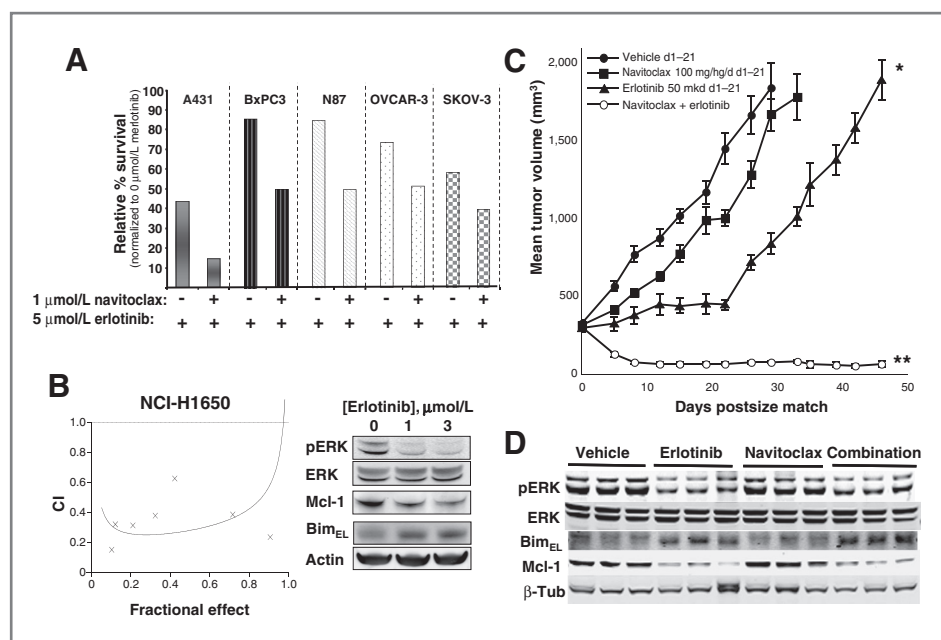 A
Relative % survival
(normalized to 0 μmol/L merlotinib)
100
90
80
70
60
50
40
30
20
10
A431 BxPC3 N87 OVCAR-3 SKOV-3
1 μmol/L navitoclax: - + - + - + - + - +
5 μmol/L erlotinib: + + + + + + + + + +
B
NCI-H1650
CI
1.0
0.8
0.6
0.4
0.2
0
0 0.2 0.4 0.6 0.8 1.0
Fractional effect
[Erlotinib], μmol/L
0 1 3
pERK
ERK
Mcl-1
BimEL
Actin
C
Vehicle d1–21
Navitoclax 100 mg/kg/d d1–21
Erlotinib 50 mkd d1–21
Navitoclax + erlotinib
Mean tumor volume (mm3)
2,000
1,500
1,000
500
0
*
**
0 10 20 30 40 50
Days postsize match
D
Vehicle Erlotinib Navitoclax Combination
pERK
ERK
BimEL
Mcl-1
β-Tub